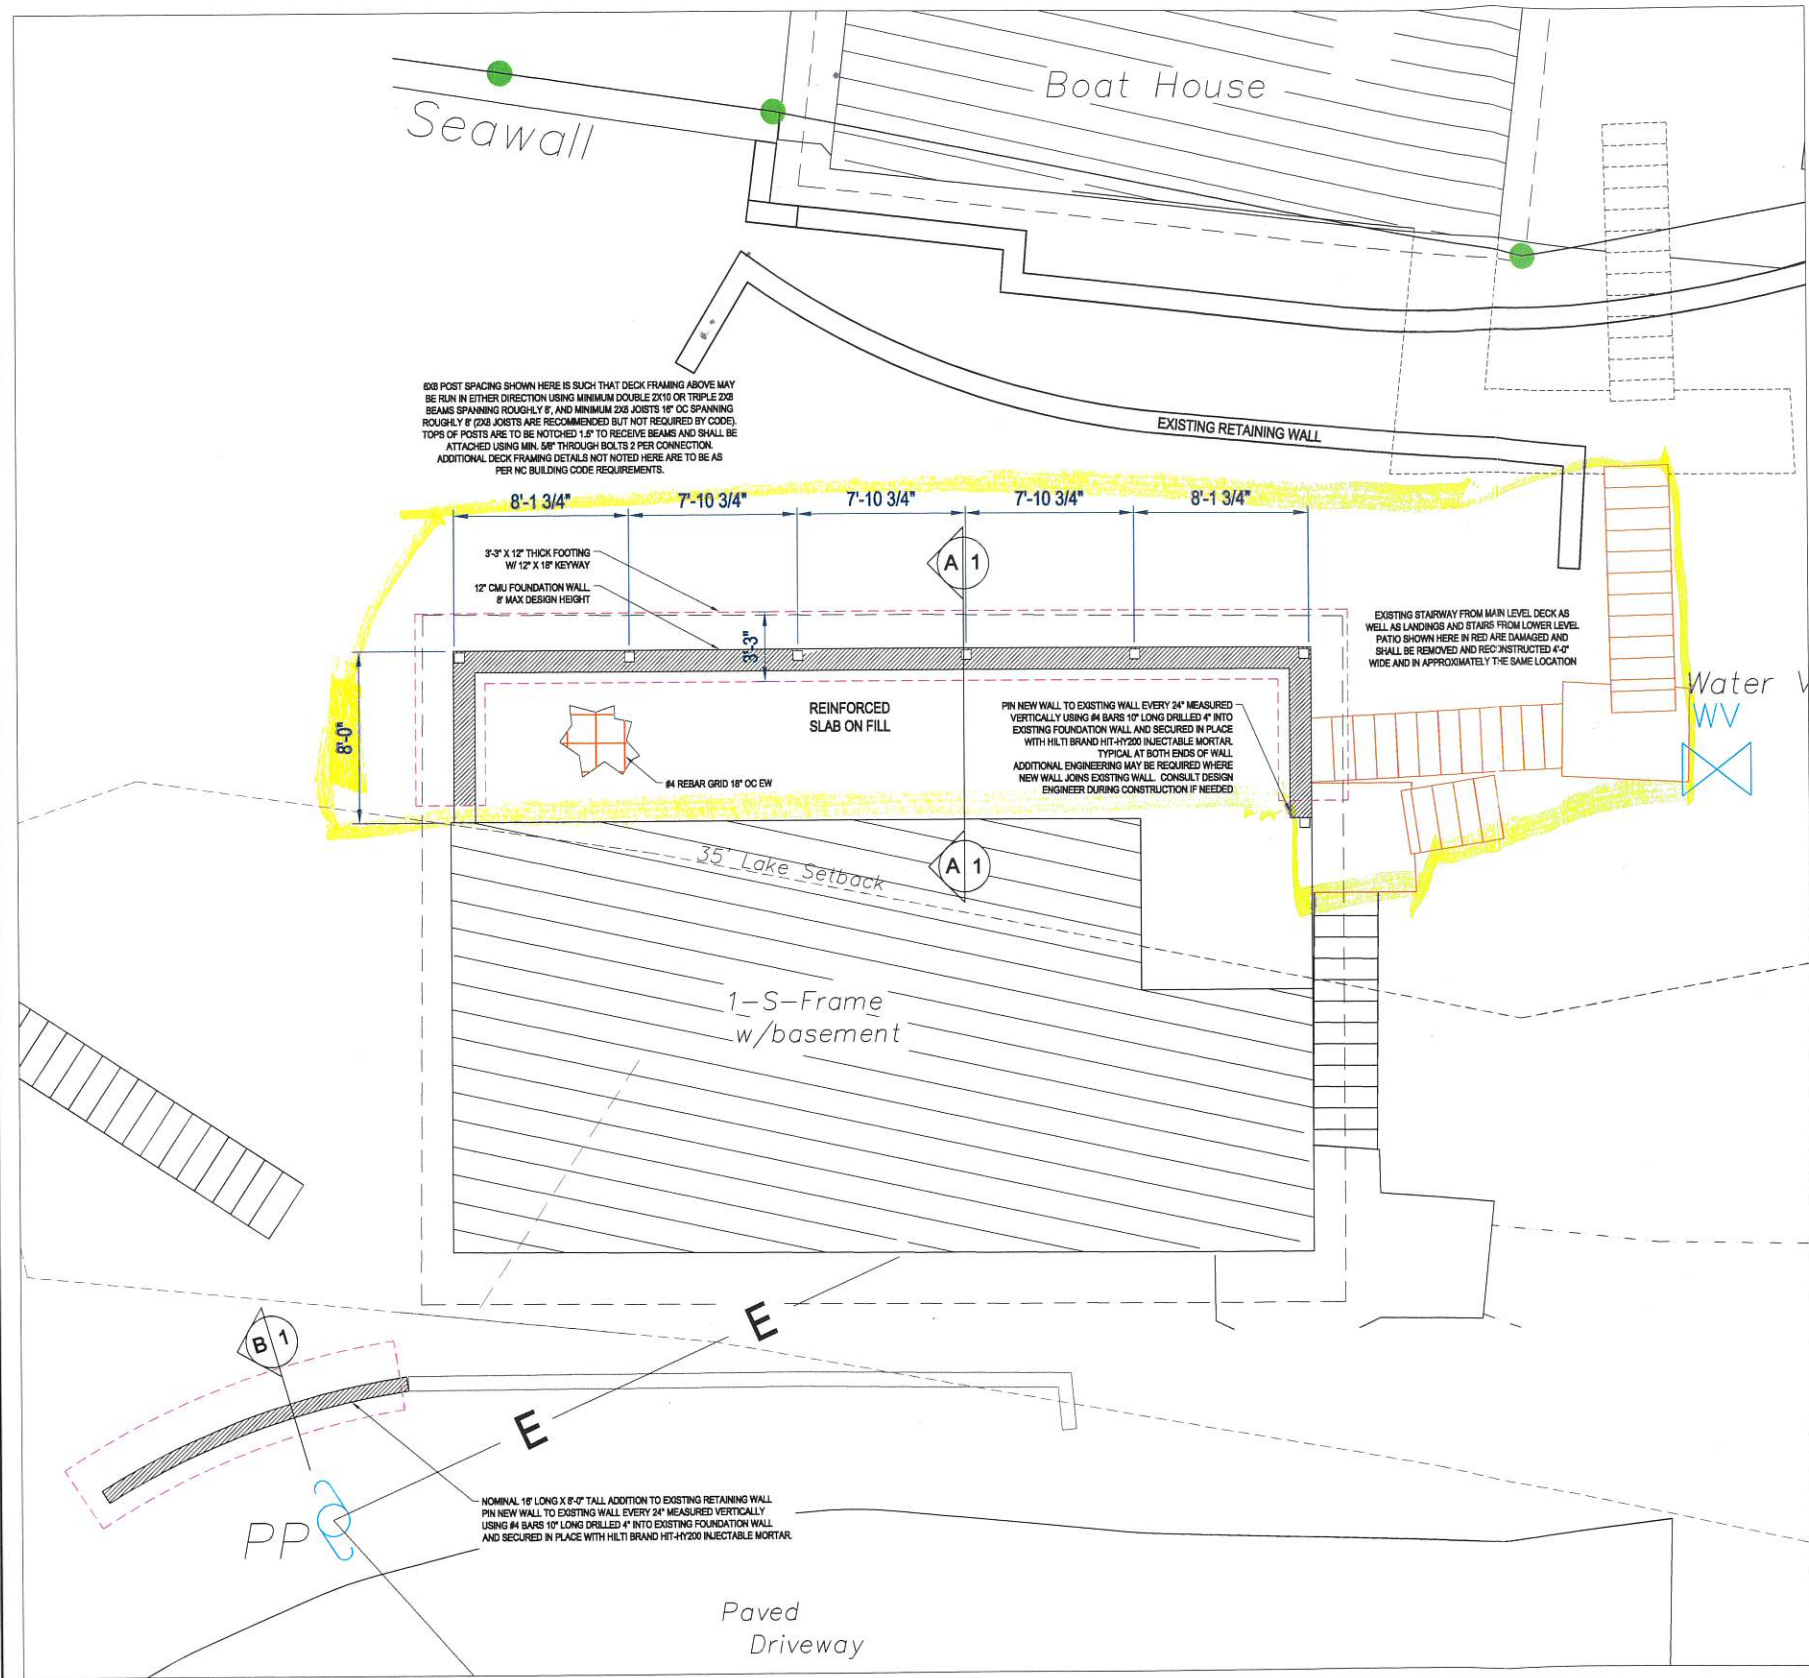 Boat House
Seawall
6X6 POST SPACING SHOWN HERE IS SUCH THAT DECK FRAMING ABOVE MAY
BE RUN IN EITHER DIRECTION USING MINIMUM DOUBLE 2X10 OR TRIPLE 2X8
BEAMS SPANNING ROUGHLY 8', AND MINIMUM 2X6 JOISTS 16" OC SPANNING
ROUGHLY 8' (2X8 JOISTS ARE RECOMMENDED BUT NOT REQUIRED BY CODE).
TOPS OF POSTS ARE TO BE NOTCHED 1.5" TO RECEIVE BEAMS AND SHALL BE
ATTACHED USING MIN. 5/8" THROUGH BOLTS 2 PER CONNECTION.
ADDITIONAL DECK FRAMING DETAILS NOT NOTED HERE ARE TO BE AS
PER NC BUILDING CODE REQUIREMENTS.
EXISTING RETAINING WALL
8'-1 3/4"
7'-10 3/4"
7'-10 3/4"
7'-10 3/4"
8'-1 3/4"
3'-3" X 12" THICK FOOTING
W/ 12" X 18" KEYWAY
12" CMU FOUNDATION WALL
8' MAX DESIGN HEIGHT
A 1
3'-3"
8'-0"
EXISTING STAIRWAY FROM MAIN LEVEL DECK AS
WELL AS LANDINGS AND STAIRS FROM LOWER LEVEL
PATIO SHOWN HERE IN RED ARE DAMAGED AND
SHALL BE REMOVED AND RECONSTRUCTED 4'-0"
WIDE AND IN APPROXIMATELY THE SAME LOCATION
Water V
WV
REINFORCED
SLAB ON FILL
PIN NEW WALL TO EXISTING WALL EVERY 24" MEASURED
VERTICALLY USING #4 BARS 10" LONG DRILLED 4" INTO
EXISTING FOUNDATION WALL AND SECURED IN PLACE
WITH HILTI BRAND HIT-HY200 INJECTABLE MORTAR.
TYPICAL AT BOTH ENDS OF WALL
ADDITIONAL ENGINEERING MAY BE REQUIRED WHERE
NEW WALL JOINS EXISTING WALL. CONSULT DESIGN
ENGINEER DURING CONSTRUCTION IF NEEDED
#4 REBAR GRID 18" OC EW
35' Lake Setback
A 1
1-S-Frame
w/basement
E
B 1
E
NOMINAL 16' LONG X 8'-0" TALL ADDITION TO EXISTING RETAINING WALL
PIN NEW WALL TO EXISTING WALL EVERY 24" MEASURED VERTICALLY
USING #4 BARS 10" LONG DRILLED 4" INTO EXISTING FOUNDATION WALL
AND SECURED IN PLACE WITH HILTI BRAND HIT-HY200 INJECTABLE MORTAR.
PP
Paved
Driveway